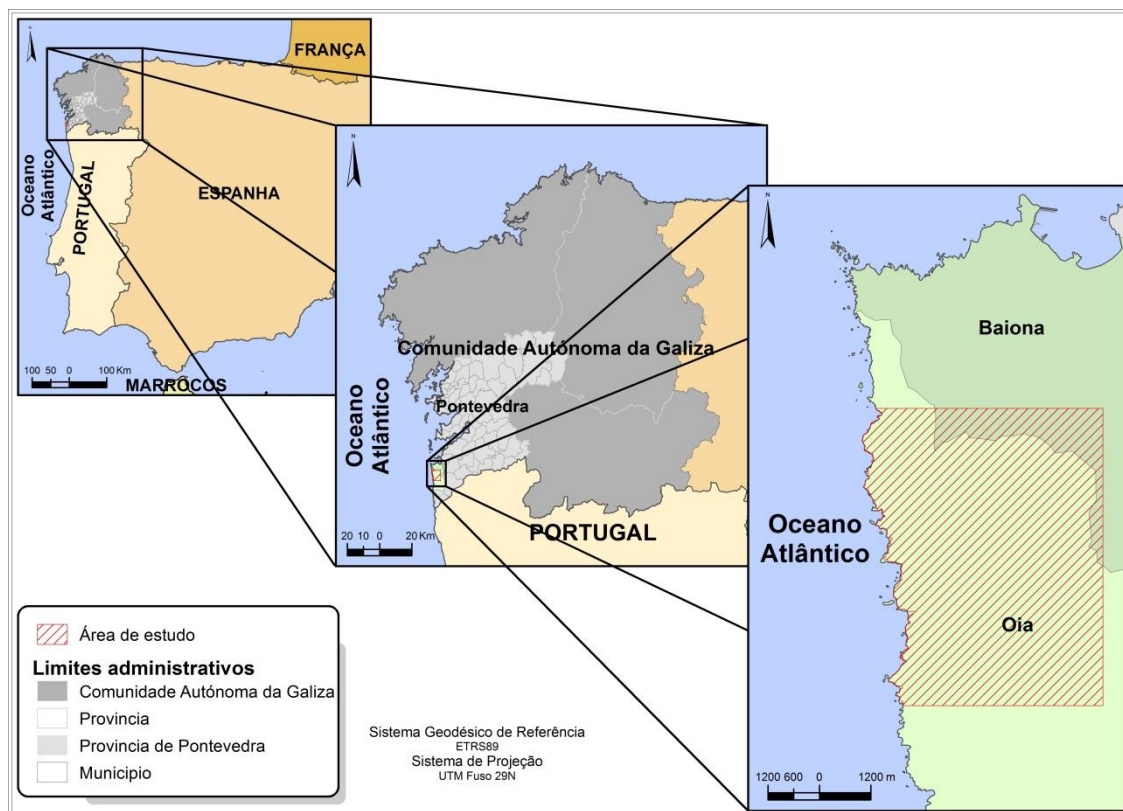 N
FRANÇA
Oceano
Atlântico
PORTUGAL
ESPANHA
100 50 0 100 Km
MARROCOS
N
Comunidade Autónoma da Galiza
Pontevedra
Oceano
Atlântico
20 10 0 20 Km
PORTUGAL
N
Baiona
Oceano
Atlântico
Oia
1200 600 0 1200 m
Área de estudo
Limites administrativos
Comunidade Autónoma da Galiza
Provincia
Provincia de Pontevedra
Municipio
Sistema Geodésico de Referência
ETRS89
Sistema de Projeção
UTM Fuso 29N